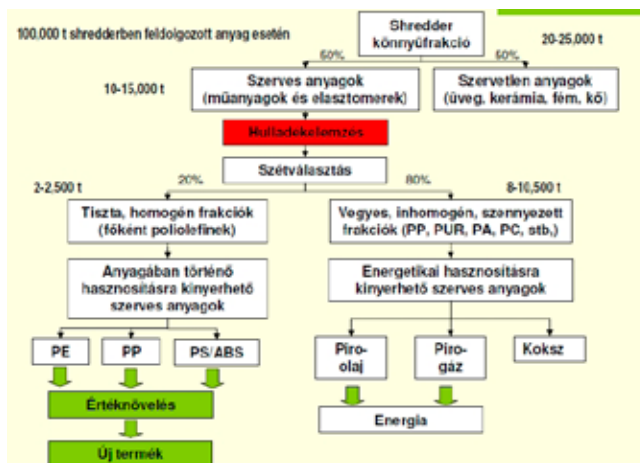 100.000 t shredderben feldolgozott anyag esetén
Shredder
könnyűfrakció
20-25,000 t
50%
50%
10-15,000 t
Szerves anyagok
(műanyagok és elasztomerek)
Szervetlen anyagok
(üveg, kerámia, fém, kő)
Hulladékelemzés
Szétválasztás
2-2,500 t
20%
80%
8-10,500 t
Tiszta, homogén frakciók
(főként poliolefinek)
Vegyes, inhomogén, szennyezett
frakciók (PP, PUR, PA, PC, stb,)
Anyagában történő
hasznosításra kinyerhető
szerves anyagok
Energetikai hasznosításra
kinyerhető szerves anyagok
PE
PP
PS/ABS
Piro-
olaj
Piro-
gáz
Koksz
Értéknövelés
Energia
Új termék